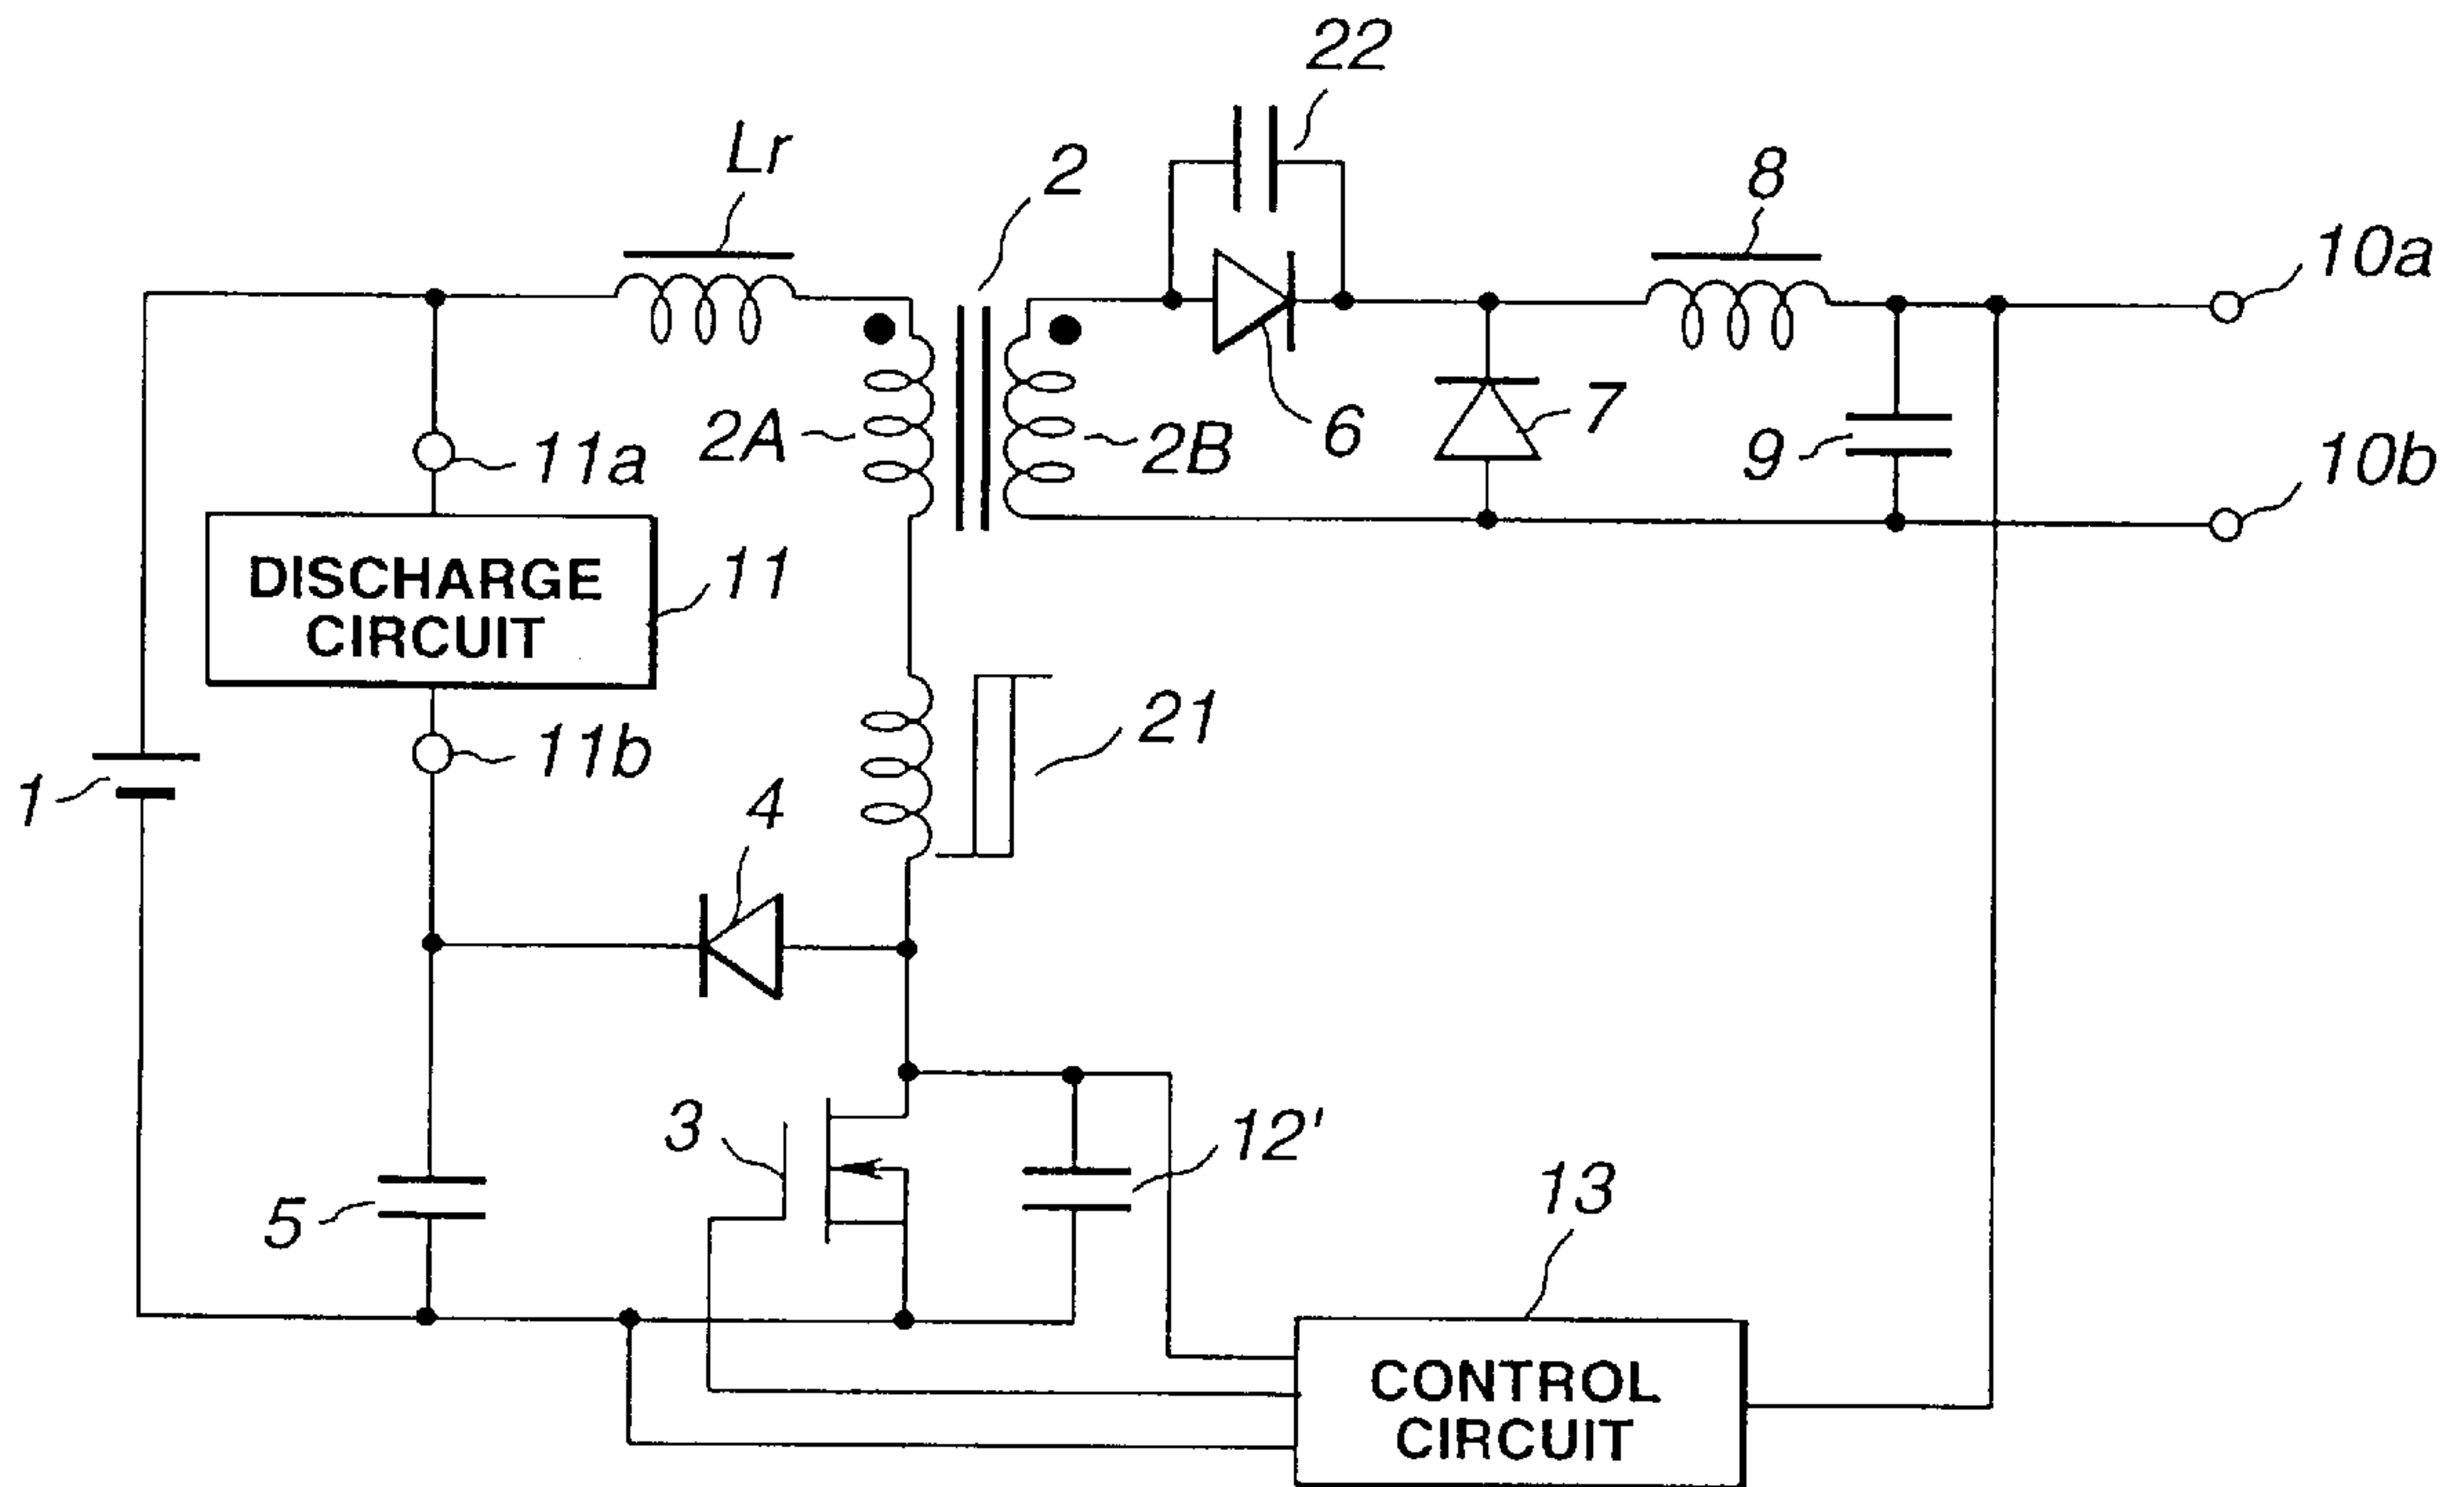 22
Lr
2
8
10a
2A
2B
6
7
9
11a
10b
DISCHARGE
CIRCUIT
11
11b
21
1
4
3
12'
5
13
CONTROL
CIRCUIT